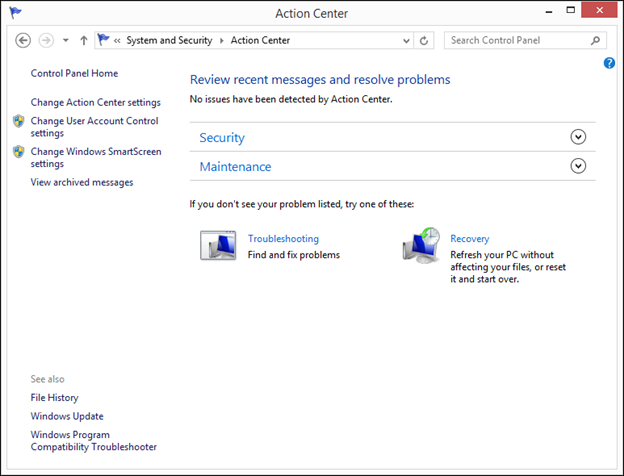 Action Center
« System and Security ▸ Action Center
Search Control Panel
Control Panel Home
Change Action Center settings
Change User Account Control
settings
Change Windows SmartScreen
settings
View archived messages
Review recent messages and resolve problems
No issues have been detected by Action Center.
Security
Maintenance
If you don't see your problem listed, try one of these:
Troubleshooting
Find and fix problems
Recovery
Refresh your PC without
affecting your files, or reset
it and start over.
See also
File History
Windows Update
Windows Program
Compatibility Troubleshooter